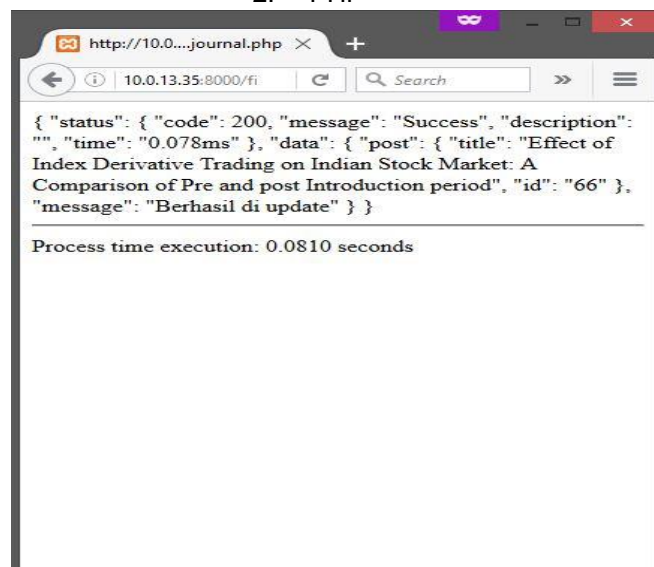 http://10.0....journal.php
10.0.13.35:8000/fi
Search
{ "status": { "code": 200, "message": "Success", "description":
"", "time": "0.078ms" }, "data": { "post": { "title": "Effect of
Index Derivative Trading on Indian Stock Market: A
Comparison of Pre and post Introduction period", "id": "66" },
"message": "Berhasil di update" } }
Process time execution: 0.0810 seconds